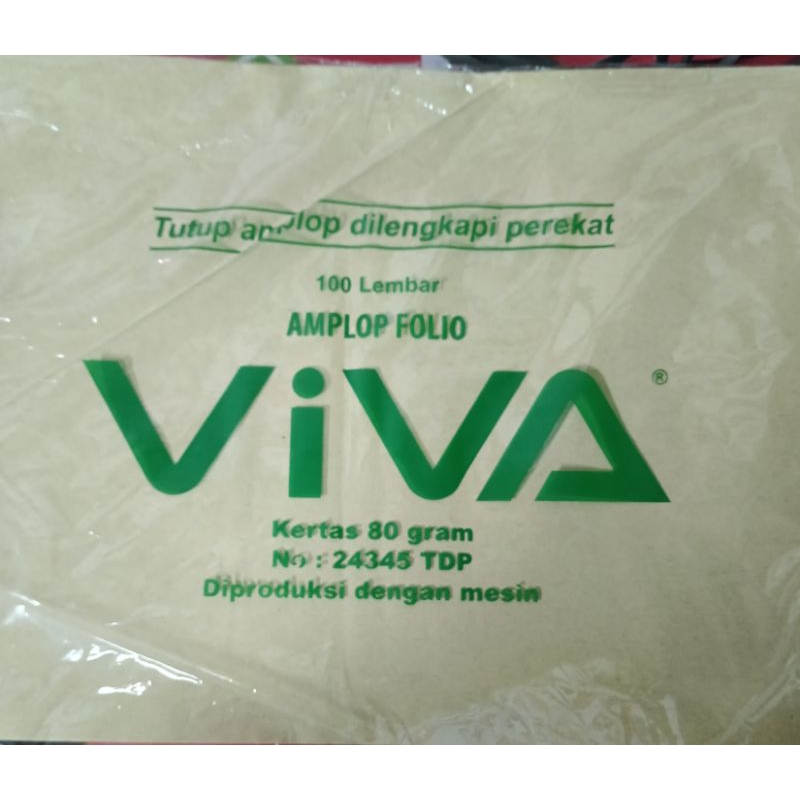 Tutup amplop dilengkapi perekat
100 Lembar
AMPLOP FOLIO
ViVA ®
Kertas 80 gram
No : 24345 TDP
Diproduksi dengan mesin